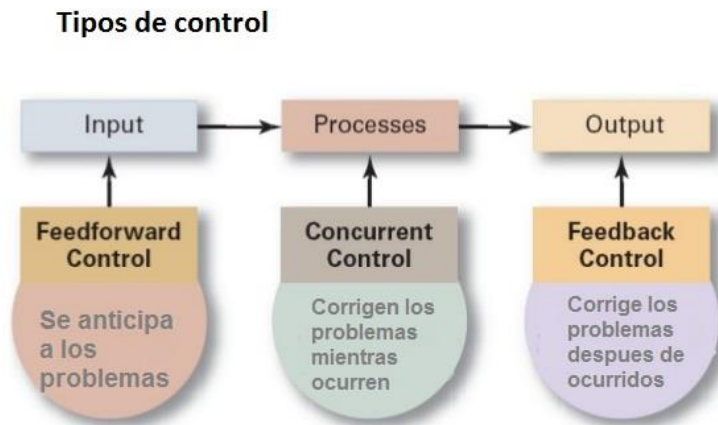 Tipos de control
Input
Processes
Output
Feedforward
Control
Concurrent
Control
Feedback
Control
Se anticipa
a los
problemas
Corrigen los
problemas
mientras
ocurren
Corrige los
problemas
despues de
ocurridos